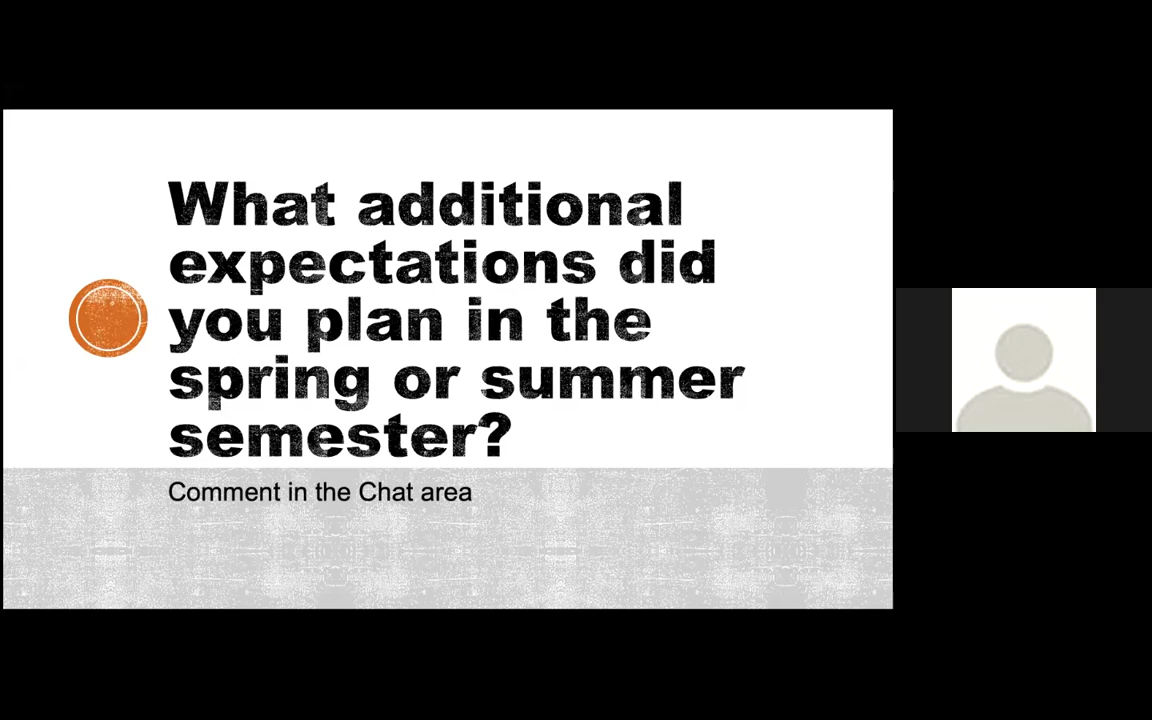 What additional
expectations did
you plan in the
spring or summer
semester?
Comment in the Chat area